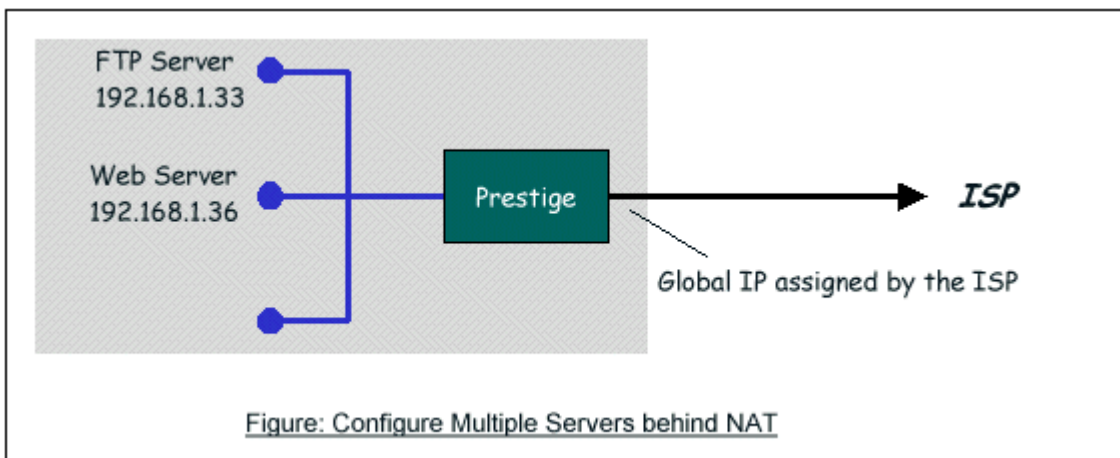 FTP Server
192.168.1.33
Web Server
192.168.1.36
Prestige
ISP
Global IP assigned by the ISP
Figure: Configure Multiple Servers behind NAT